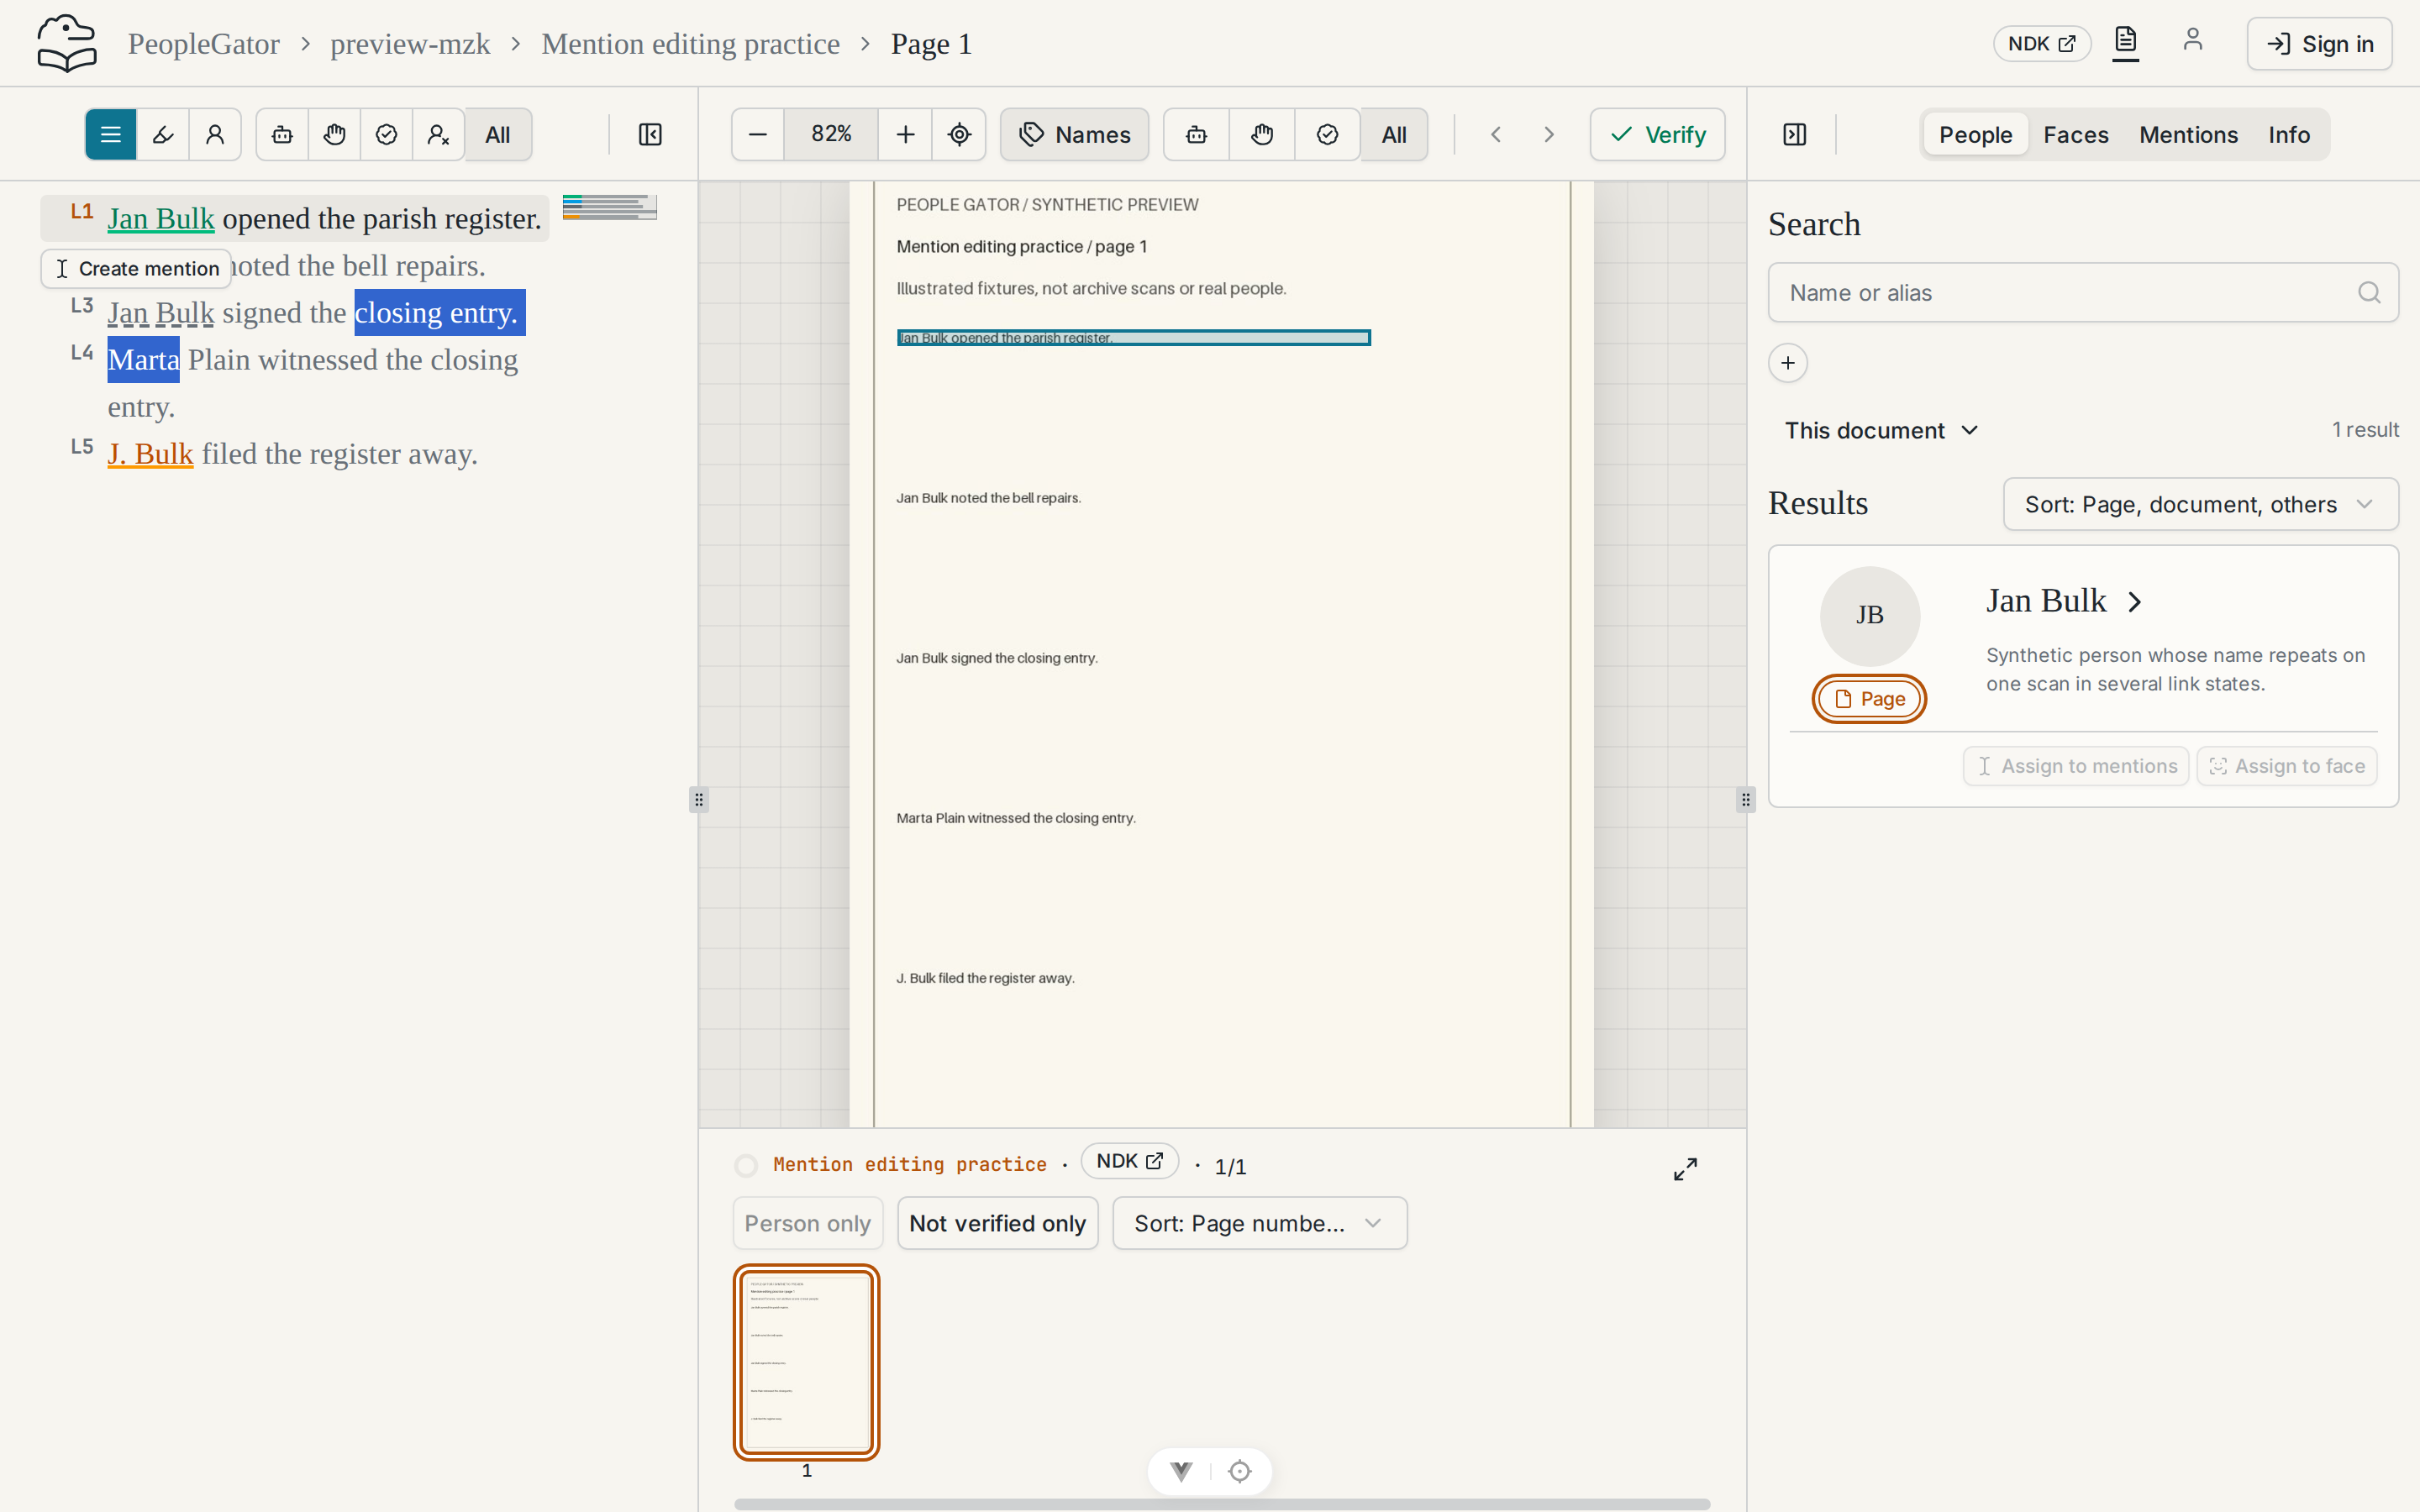 PeopleGator > preview-mzk > Mention editing practice > Page 1
NDK
Sign in
All
82%
Names
All
Verify
People
Faces
Mentions
Info
L1 Jan Bulk opened the parish register.
Create mention
noted the bell repairs.
L3 Jan Bulk signed the closing entry.
L4 Marta Plain witnessed the closing
entry.
L5 J. Bulk filed the register away.
PEOPLE GATOR / SYNTHETIC PREVIEW
Mention editing practice / page 1
Illustrated fixtures, not archive scans or real people.
Jan Bulk opened the parish register.
Jan Bulk noted the bell repairs.
Jan Bulk signed the closing entry.
Marta Plain witnessed the closing entry.
J. Bulk filed the register away.
Mention editing practice · NDK · 1/1
Person only
Not verified only
Sort: Page numbe...
1
Search
Name or alias
This document
1 result
Results
Sort: Page, document, others
JB
Page
Jan Bulk
Synthetic person whose name repeats on
one scan in several link states.
Assign to mentions
Assign to face